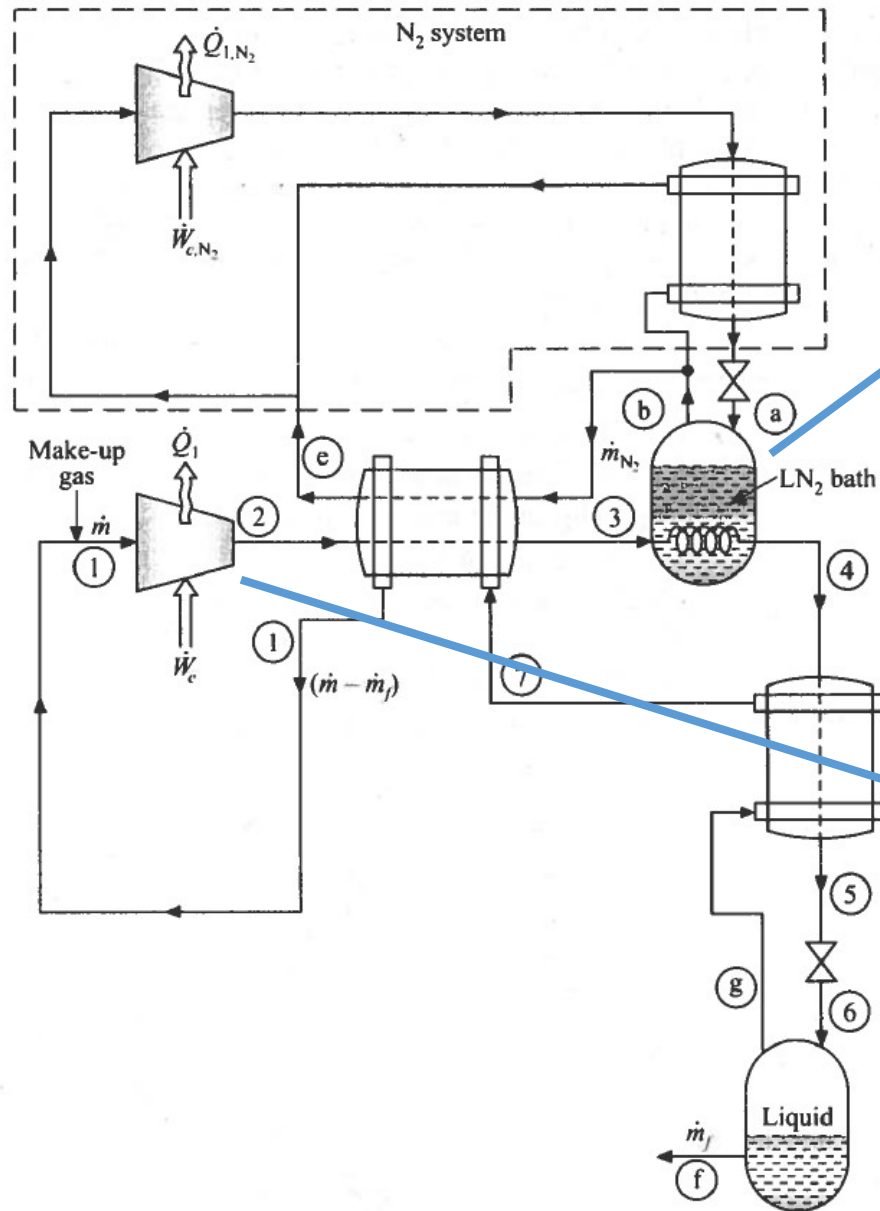 N₂ system
Q̇₁,N₂
Ẇc,N₂
b
a
Make-up
gas
Q̇₁
e
ṁN₂
LN₂ bath
ṁ
2
3
1
4
Ẇc
1
7
(ṁ − ṁf)
5
g
6
Liquid
ṁf
f